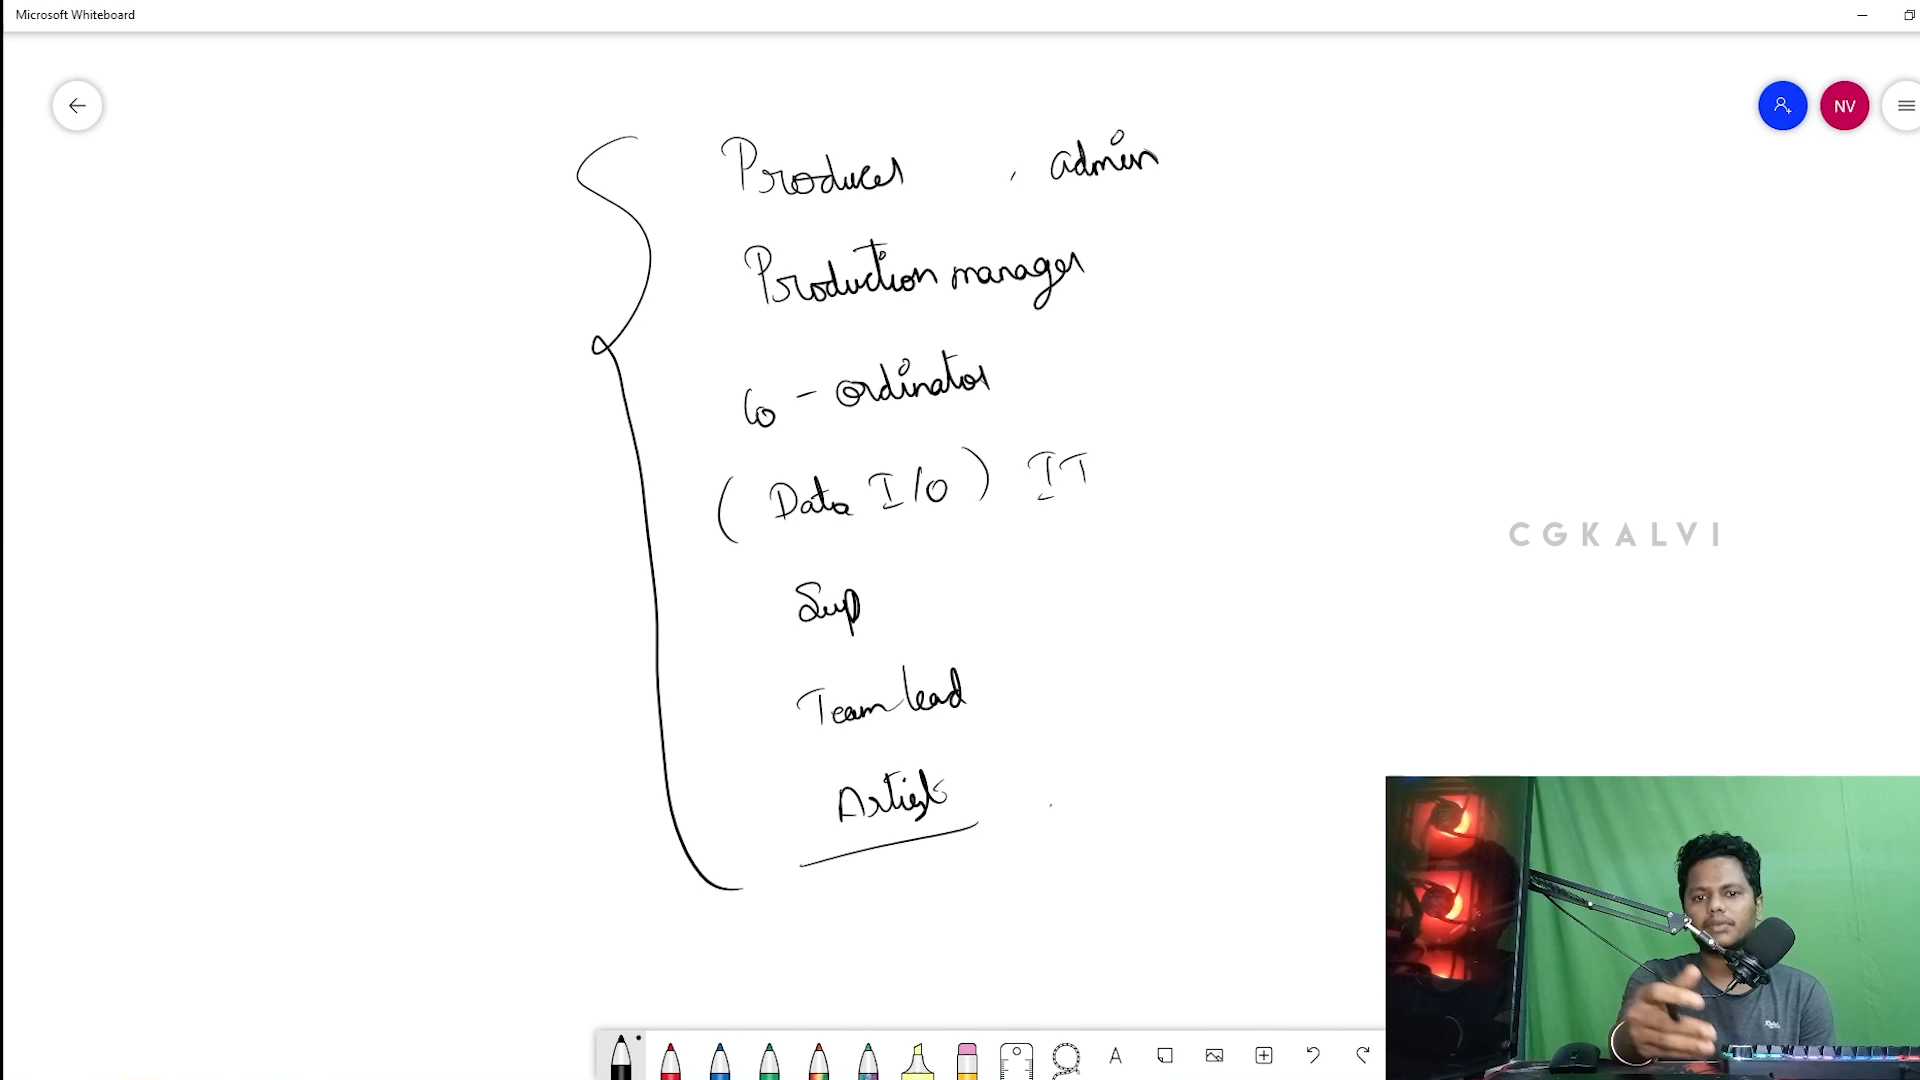 Microsoft Whiteboard
NV
Producer , admin
Production manager
Co - ordinator
( Data I/O ) IT
CGKALVI
Sup
Team lead
Artists
A